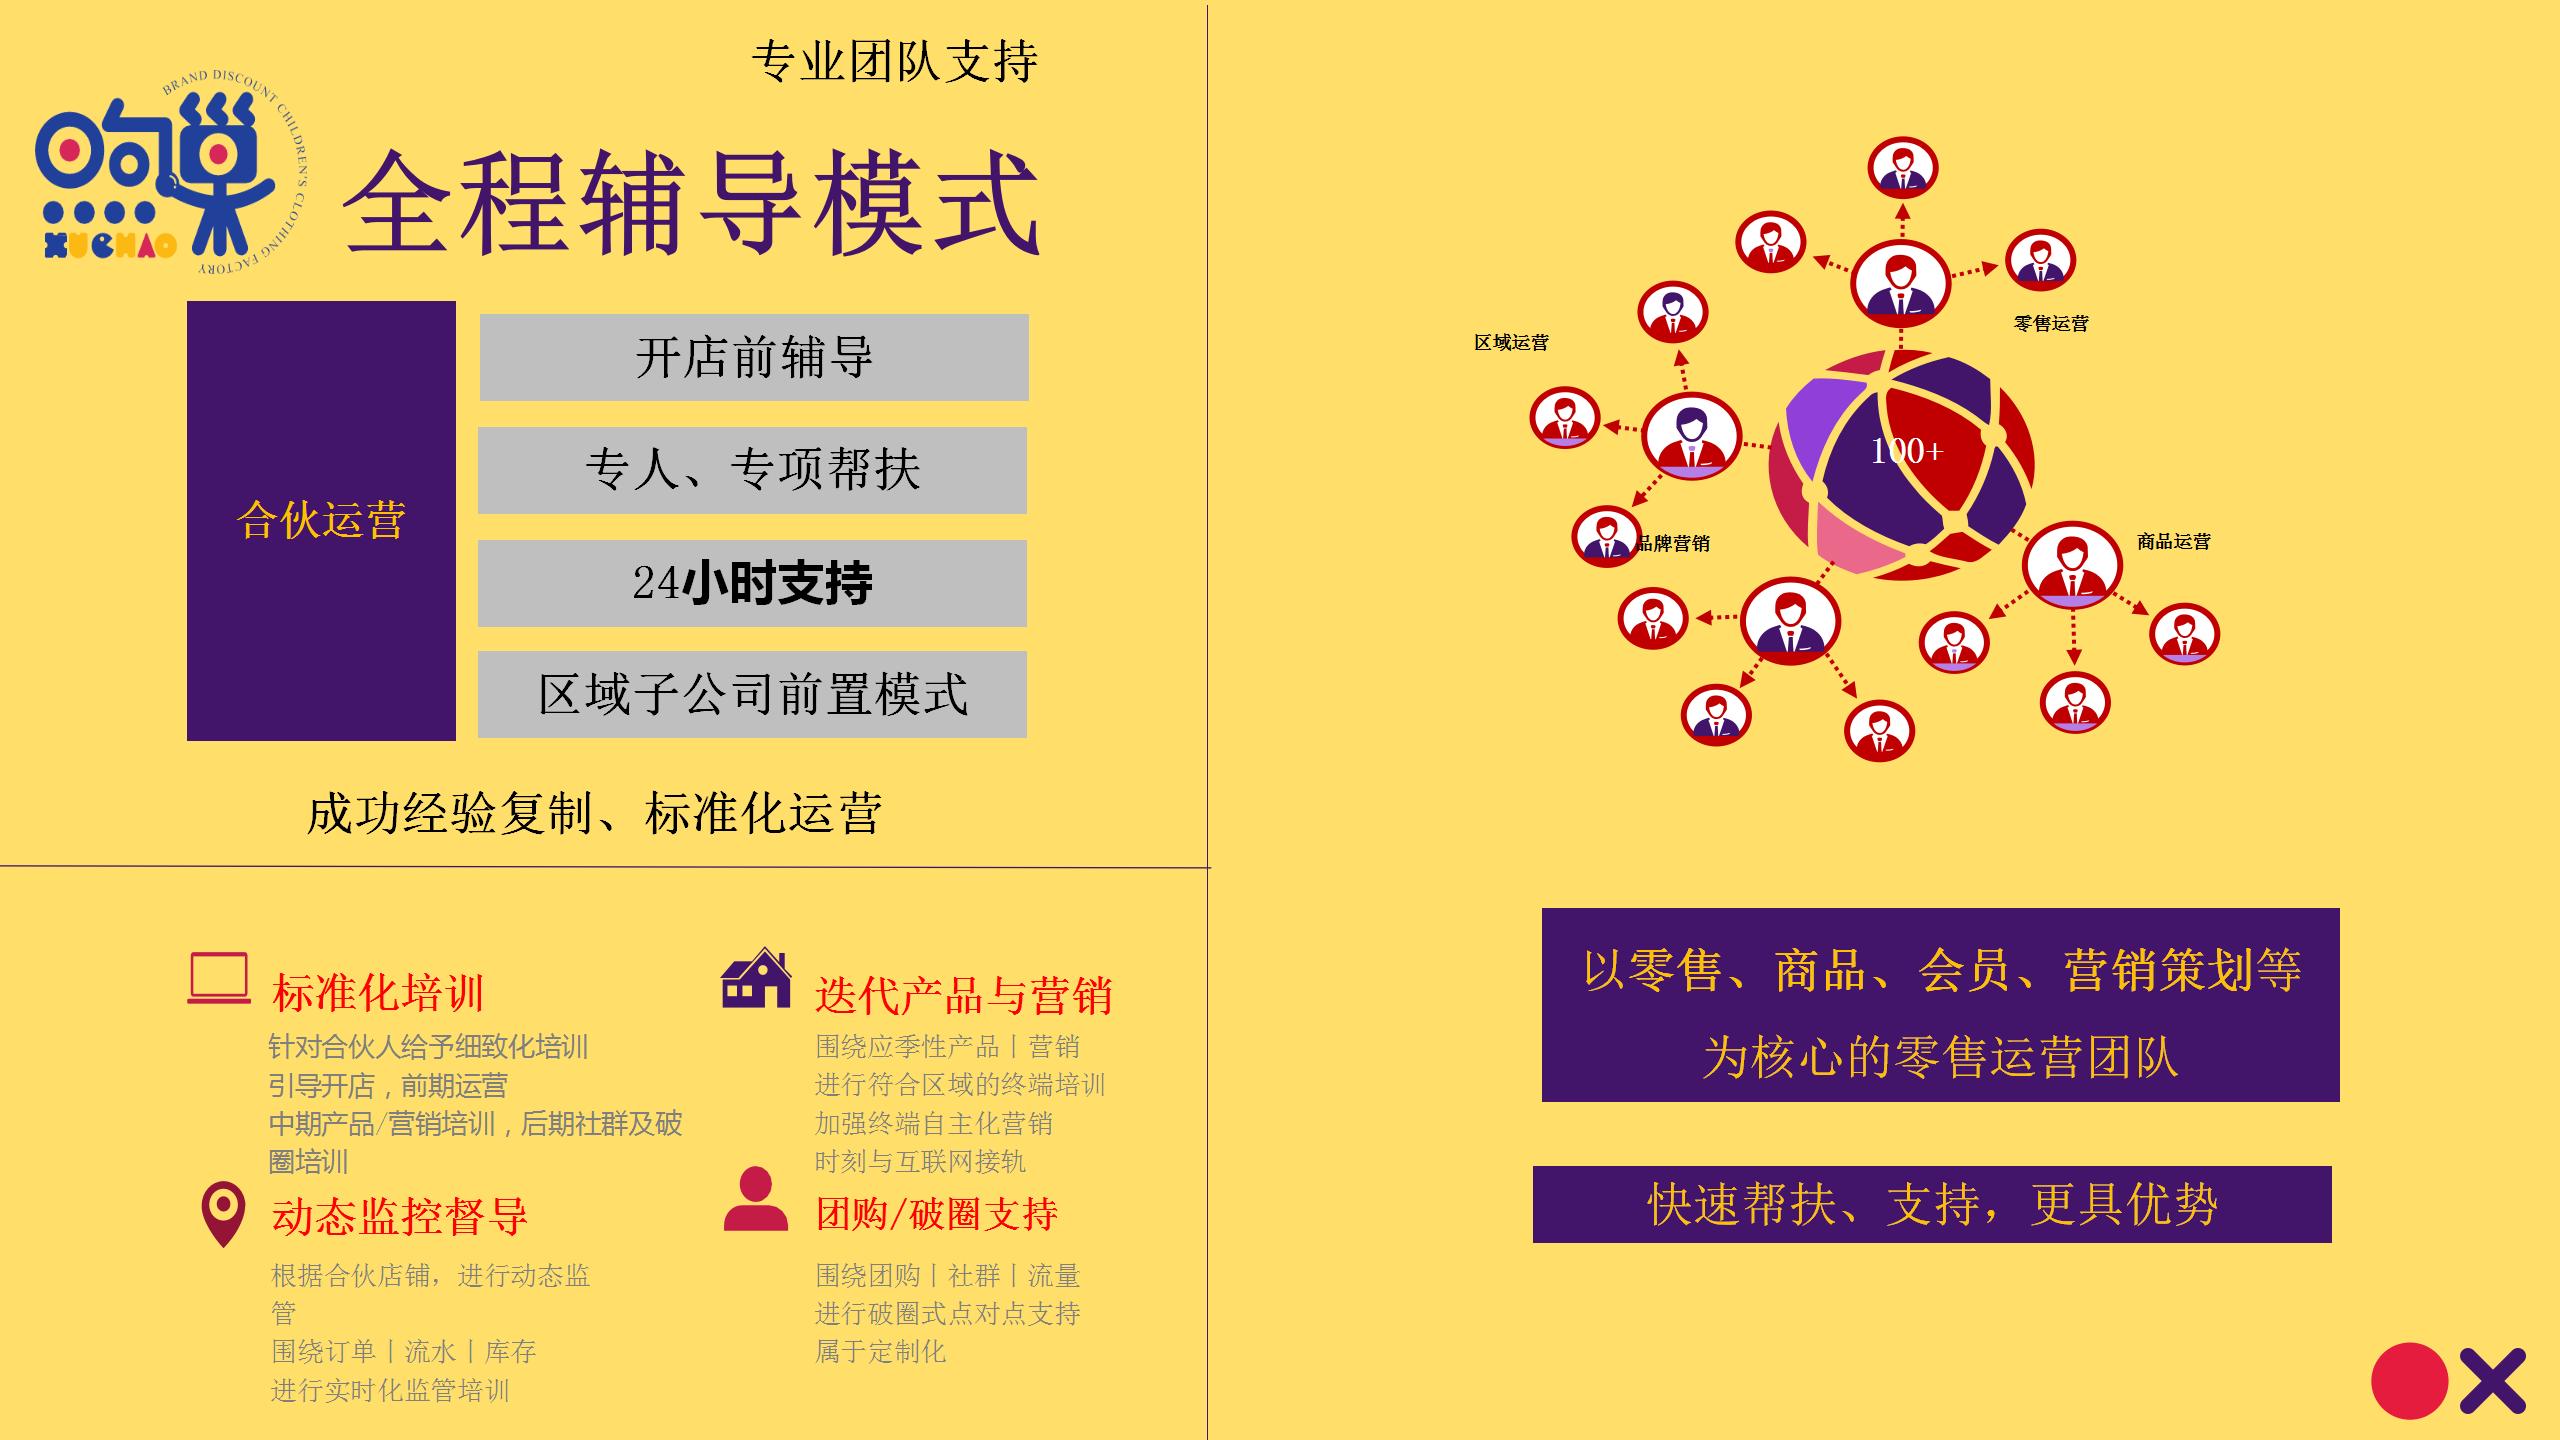 专业团队支持
BRAND DISCOUNT CHILDREN'S CLOTHING FACTORY
XUCHAO
全程辅导模式
合伙运营
开店前辅导
专人、专项帮扶
24小时支持
区域子公司前置模式
成功经验复制、标准化运营
标准化培训
针对合伙人给予细致化培训
引导开店，前期运营
中期产品/营销培训，后期社群及破
圈培训
迭代产品与营销
围绕应季性产品丨营销
进行符合区域的终端培训
加强终端自主化营销
时刻与互联网接轨
动态监控督导
根据合伙店铺，进行动态监
管
围绕订单丨流水丨库存
进行实时化监管培训
团购/破圈支持
围绕团购丨社群丨流量
进行破圈式点对点支持
属于定制化
零售运营
区域运营
100+
品牌营销
商品运营
以零售、商品、会员、营销策划等
为核心的零售运营团队
快速帮扶、支持，更具优势